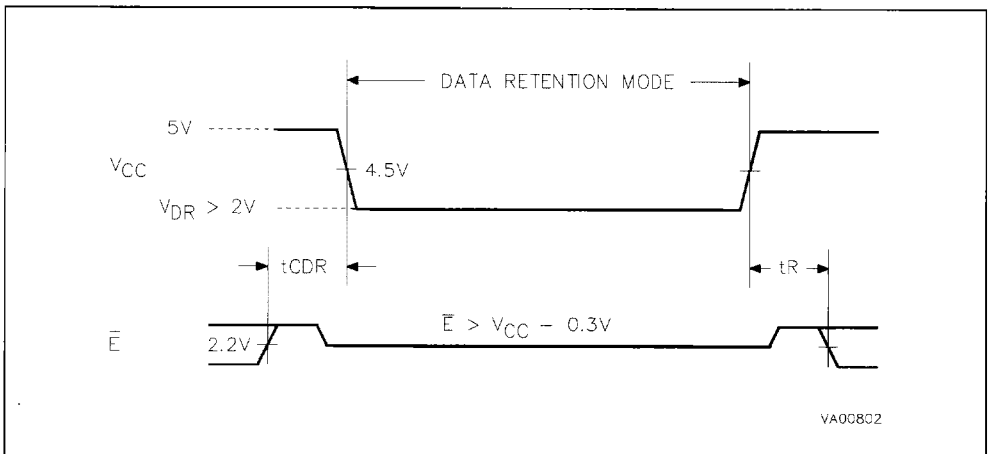 DATA RETENTION MODE
5V
VCC
4.5V
VDR > 2V
tCDR
tR
E̅ > VCC – 0.3V
E̅
2.2V
VA00802